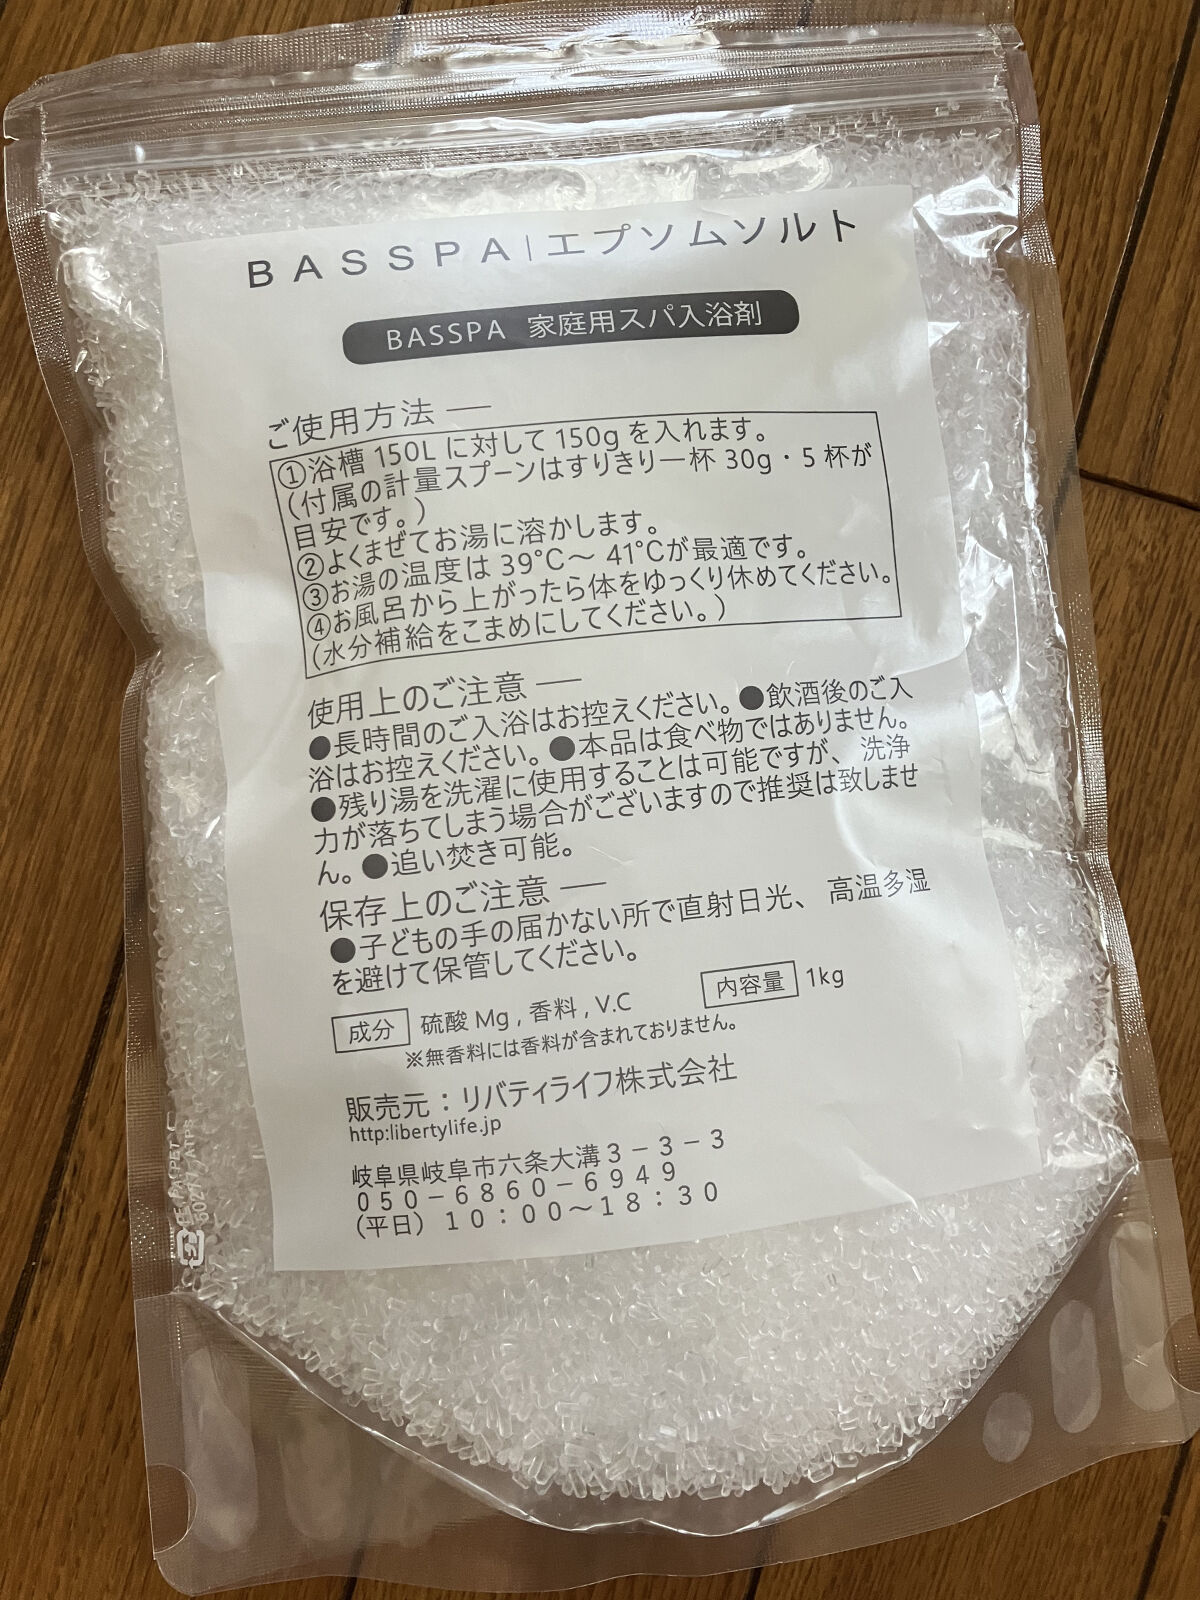 BASSPA|エプソムソルト
BASSPA 家庭用スパ入浴剤
ご使用方法 ―
①浴槽 150L に対して 150g を入れます。
(付属の計量スプーンはすりきり一杯 30g・5 杯が
目安です。)
②よくまぜてお湯に溶かします。
③お湯の温度は 39℃～ 41℃が最適です。
④お風呂から上がったら体をゆっくり休めてください。
(水分補給をこまめにしてください。)
使用上のご注意 ―
●長時間のご入浴はお控えください。●飲酒後のご入
浴はお控えください。●本品は食べ物ではありません。
●残り湯を洗濯に使用することは可能ですが、洗浄
力が落ちてしまう場合がございますので推奨は致しませ
ん。●追い焚き可能。
保存上のご注意 ―
●子どもの手の届かない所で直射日光、高温多湿
を避けて保管してください。
成分 硫酸 Mg , 香料 , V.C 内容量 1kg
※無香料には香料が含まれておりません。
販売元：リバティライフ株式会社
http:libertylife.jp
岐阜県岐阜市六条大溝３－３－３
０５０－６８６０－６９４９
（平日）１０：００～１８：３０